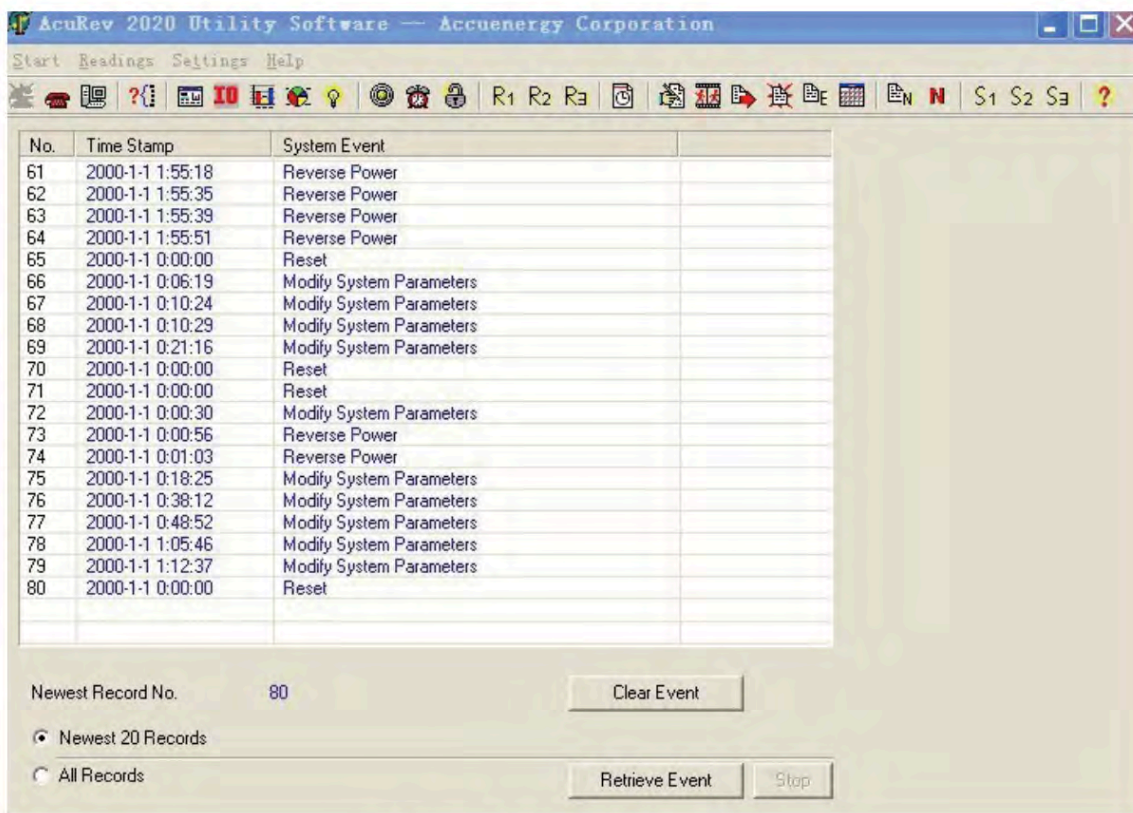 AcuRev 2020 Utility Software — Accuenergy Corporation
Start Readings Settings Help
?{} IO R1 R2 R3 E N N S1 S2 S3 ?
No. Time Stamp System Event
61 2000-1-1 1:55:18 Reverse Power
62 2000-1-1 1:55:35 Reverse Power
63 2000-1-1 1:55:39 Reverse Power
64 2000-1-1 1:55:51 Reverse Power
65 2000-1-1 0:00:00 Reset
66 2000-1-1 0:06:19 Modify System Parameters
67 2000-1-1 0:10:24 Modify System Parameters
68 2000-1-1 0:10:29 Modify System Parameters
69 2000-1-1 0:21:16 Modify System Parameters
70 2000-1-1 0:00:00 Reset
71 2000-1-1 0:00:00 Reset
72 2000-1-1 0:00:30 Modify System Parameters
73 2000-1-1 0:00:56 Reverse Power
74 2000-1-1 0:01:03 Reverse Power
75 2000-1-1 0:18:25 Modify System Parameters
76 2000-1-1 0:38:12 Modify System Parameters
77 2000-1-1 0:48:52 Modify System Parameters
78 2000-1-1 1:05:46 Modify System Parameters
79 2000-1-1 1:12:37 Modify System Parameters
80 2000-1-1 0:00:00 Reset
Newest Record No. 80 Clear Event
Newest 20 Records
All Records Retrieve Event Stop